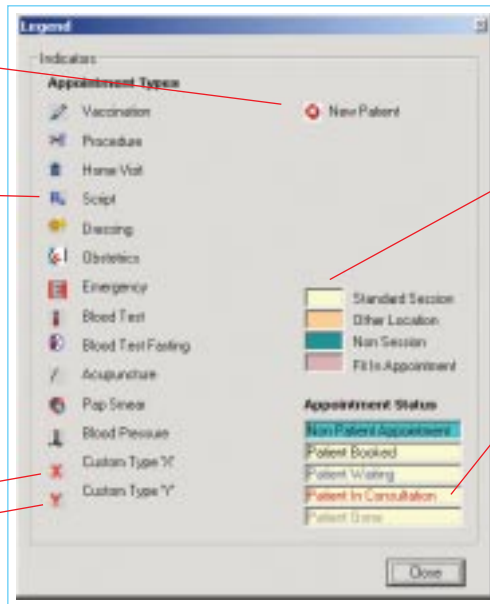 Legend
Indicators
Appointment Types
Vaccination
Procedure
Home Visit
Script
Dressing
Obstetrics
Emergency
Blood Test
Blood Test Fasting
Acupuncture
Pap Smear
Blood Pressure
X Custom Type 'X'
Y Custom Type 'Y'
New Patient
Standard Session
Other Location
Non Session
Fit In Appointment
Appointment Status
Non Patient Appointment
Patient Booked
Patient Waiting
Patient In Consultation
Patient Gone
Close